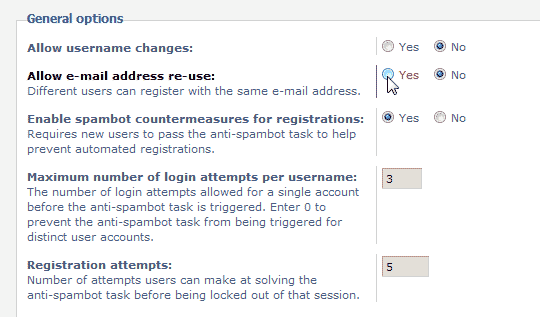 General options
Allow username changes: Yes No
Allow e-mail address re-use: Yes No
Different users can register with the same e-mail address.
Enable spambot countermeasures for registrations: Yes No
Requires new users to pass the anti-spambot task to help
prevent automated registrations.
Maximum number of login attempts per username: 3
The number of login attempts allowed for a single account
before the anti-spambot task is triggered. Enter 0 to
prevent the anti-spambot task from being triggered for
distinct user accounts.
Registration attempts: 5
Number of attempts users can make at solving the
anti-spambot task before being locked out of that session.